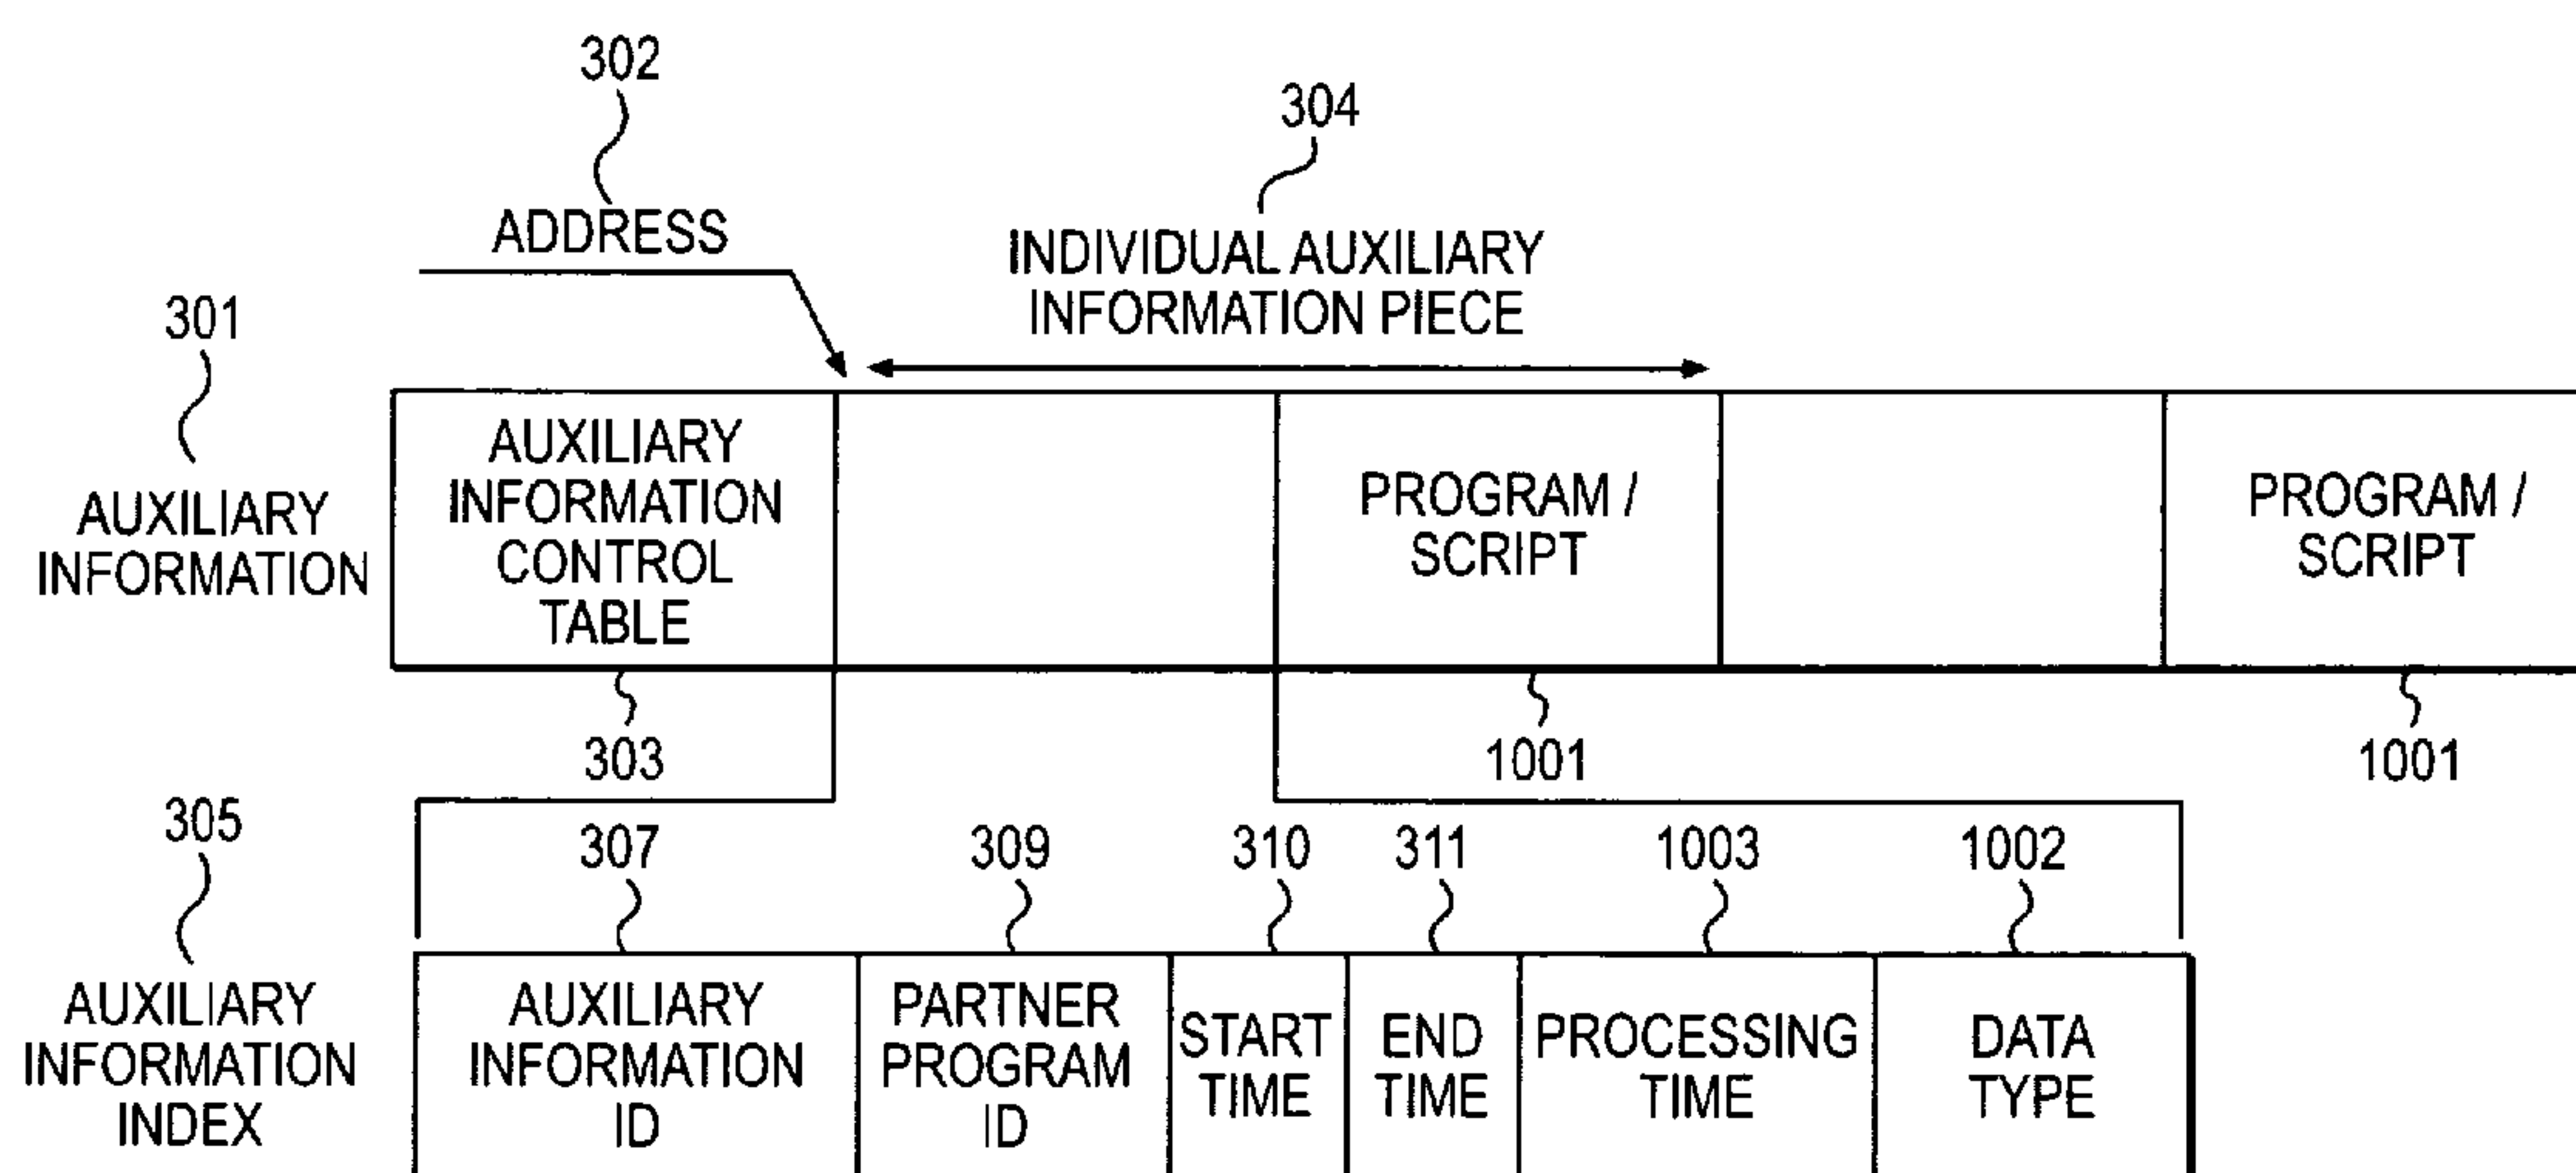 302
304
ADDRESS
INDIVIDUAL AUXILIARY
INFORMATION PIECE
301
AUXILIARY
INFORMATION
AUXILIARY
INFORMATION
CONTROL
TABLE
PROGRAM /
SCRIPT
PROGRAM /
SCRIPT
303
1001
1001
305
307
309
310
311
1003
1002
AUXILIARY
INFORMATION
INDEX
AUXILIARY
INFORMATION
ID
PARTNER
PROGRAM
ID
START
TIME
END
TIME
PROCESSING
TIME
DATA
TYPE